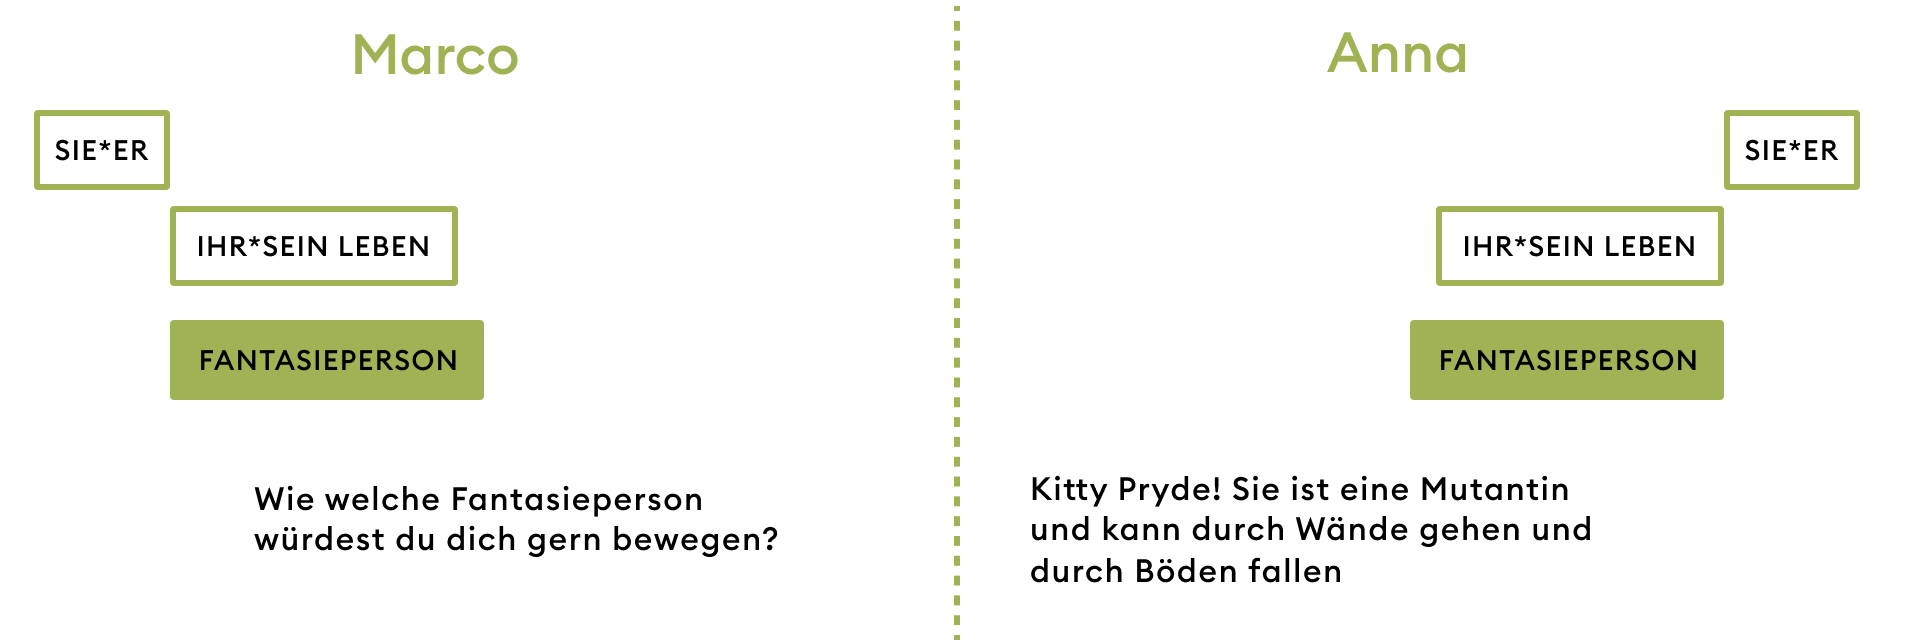 Marco
SIE*ER
IHR*SEIN LEBEN
FANTASIEPERSON
Wie welche Fantasieperson
würdest du dich gern bewegen?
Anna
SIE*ER
IHR*SEIN LEBEN
FANTASIEPERSON
Kitty Pryde! Sie ist eine Mutantin
und kann durch Wände gehen und
durch Böden fallen